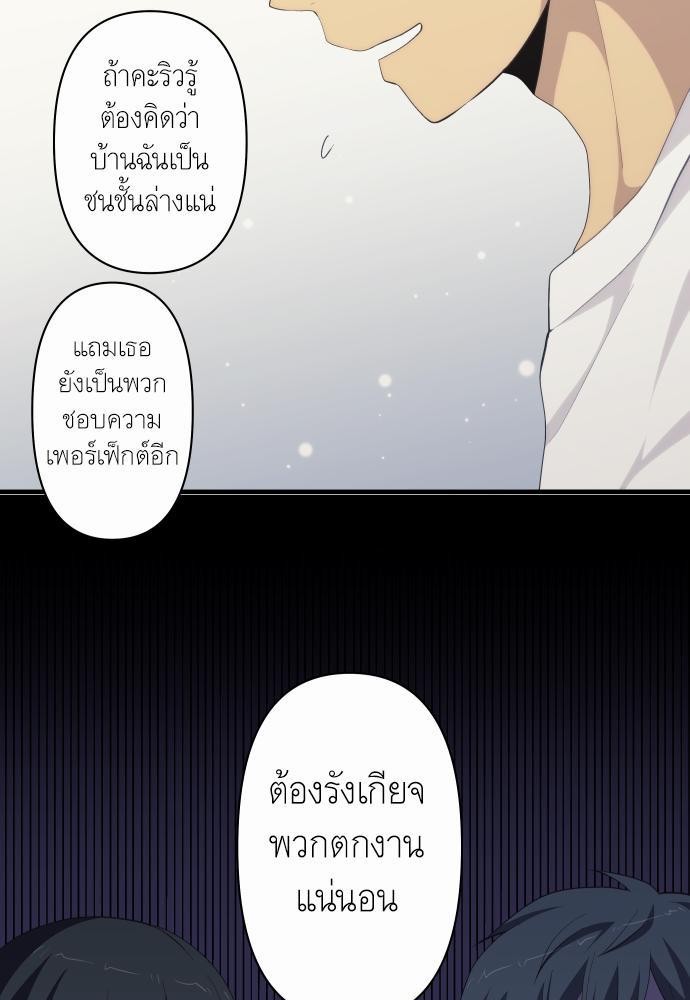 ถ้าคะริวรู้
ต้องคิดว่า
บ้านฉันเป็น
ชนชั้นล่างแน่
แถมเธอ
ยังเป็นพวก
ชอบความ
เพอร์เฟ็กต์อีก
ต้องรังเกียจ
พวกตกงาน
แน่นอน